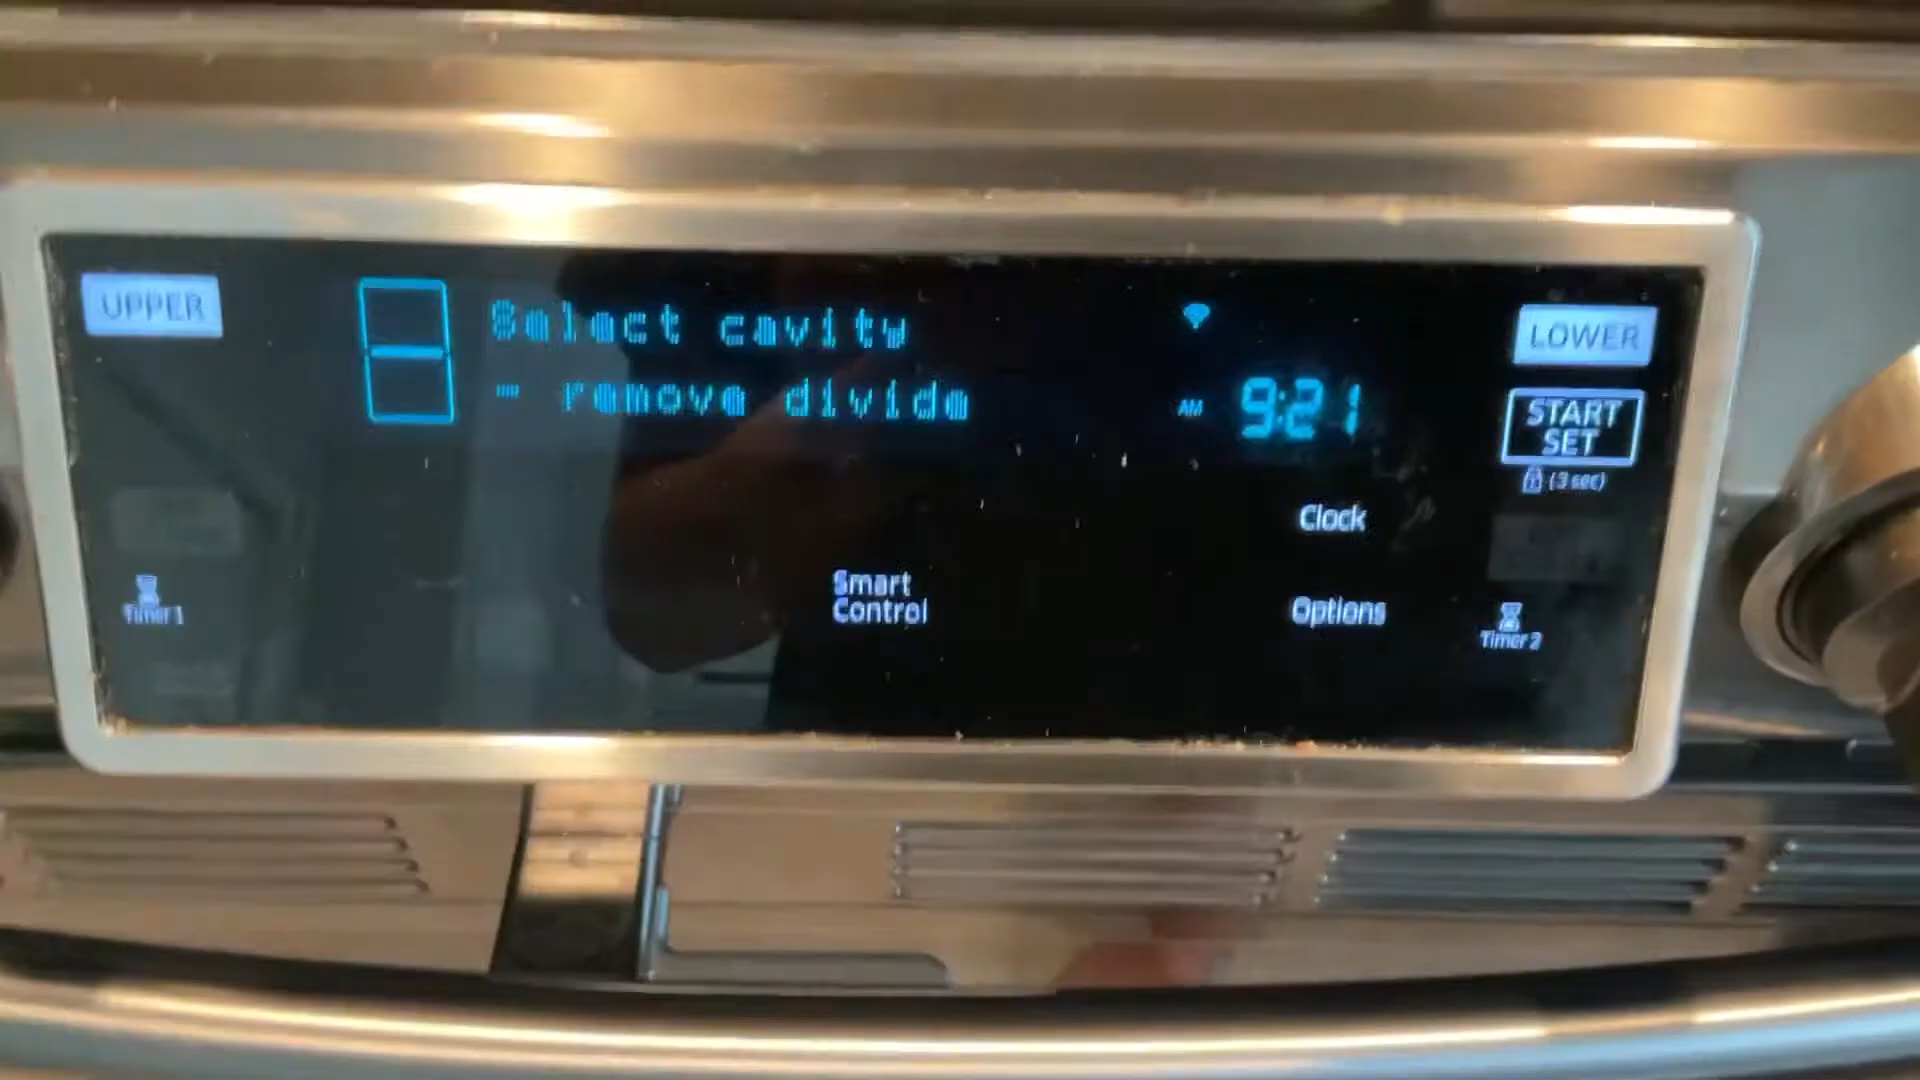 UPPER
Select cavity
- remove divide
AM 9:21
LOWER
START
SET
(3 sec)
Clock
Smart
Control
Options
Timer 1
Timer 2